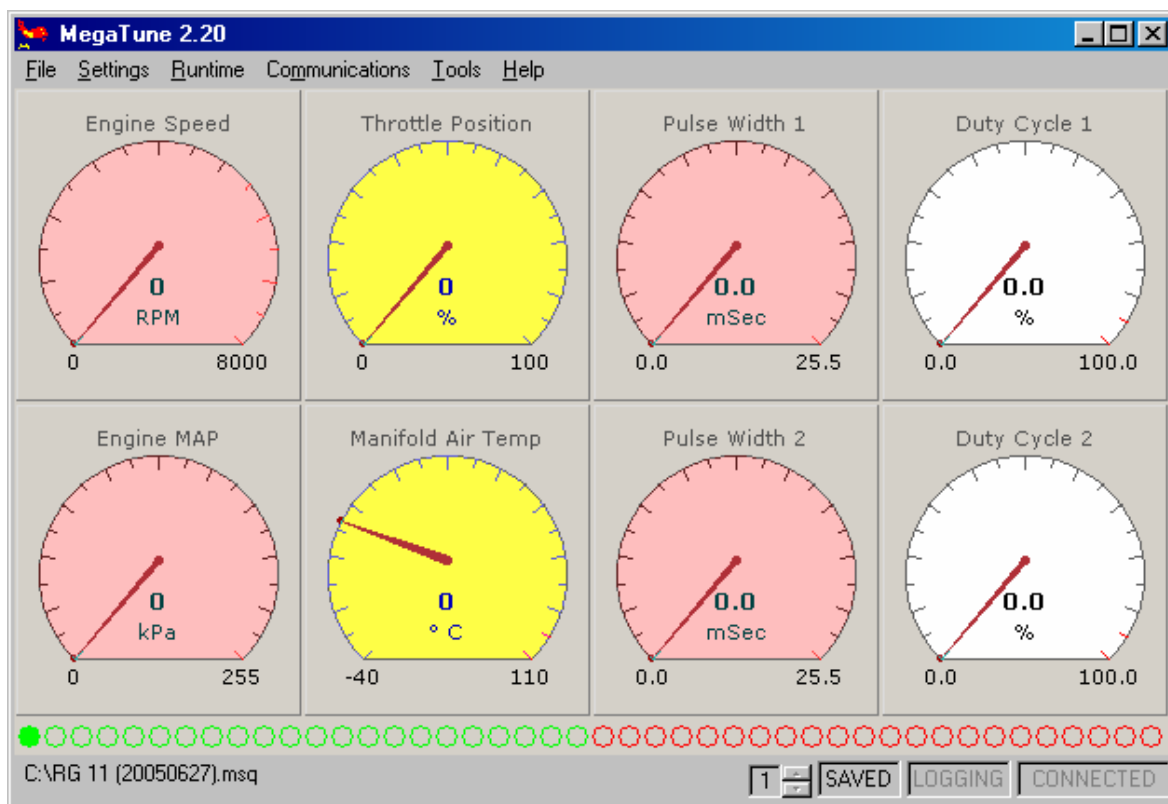 MegaTune 2.20
File Settings Runtime Communications Tools Help
Engine Speed Throttle Position Pulse Width 1 Duty Cycle 1
0 0 0.0 0.0
RPM % mSec %
0 8000 0 100 0.0 25.5 0.0 100.0
Engine MAP Manifold Air Temp Pulse Width 2 Duty Cycle 2
0 0 0.0 0.0
kPa ° C mSec %
0 255 -40 110 0.0 25.5 0.0 100.0
C:\RG 11 (20050627).msq 1 SAVED LOGGING CONNECTED